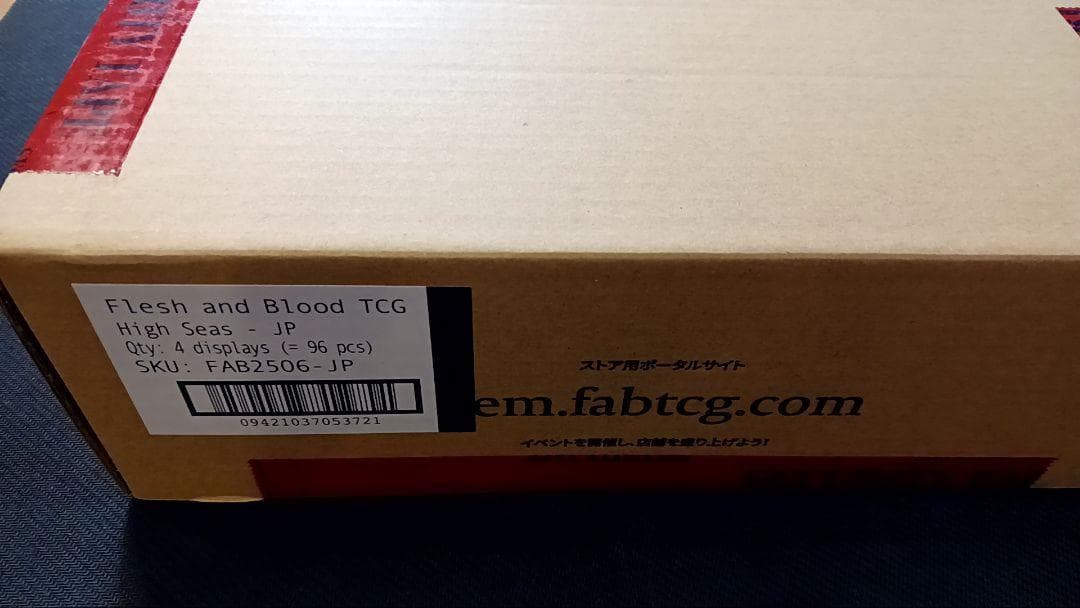 Flesh and Blood TCG
High Seas - JP
Qty: 4 displays (= 96 pcs)
SKU: FAB2506-JP
09421037053721
ストア用ポータルサイト
em.fabtcg.com
イベントを開催し、店舗を盛り上げよう!